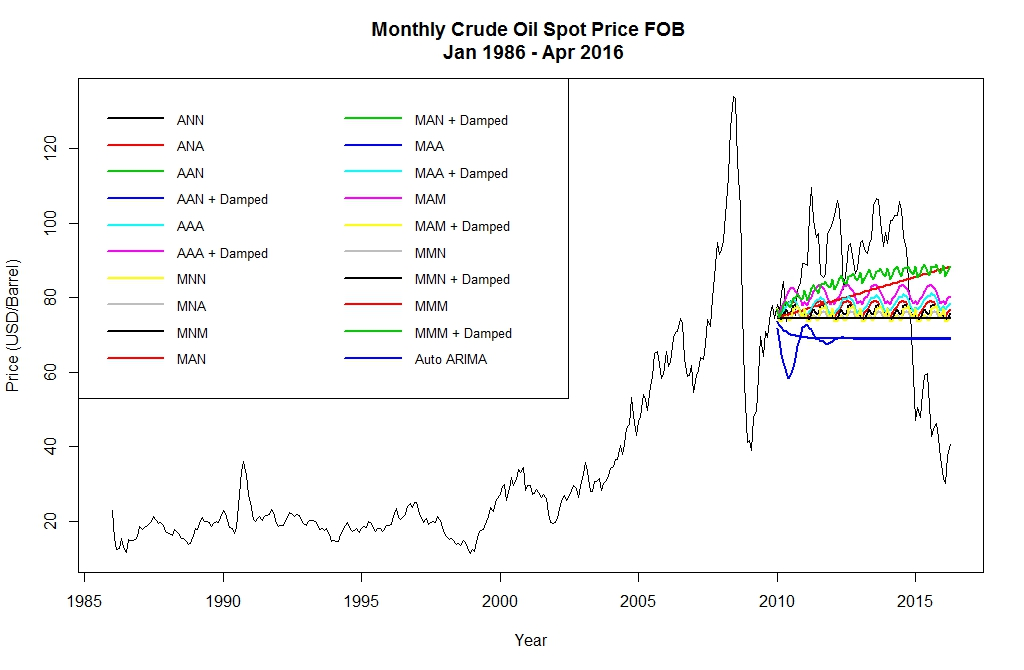 Monthly Crude Oil Spot Price FOB
Jan 1986 - Apr 2016
ANN
ANA
AAN
AAN + Damped
AAA
AAA + Damped
MNN
MNA
MNM
MAN
MAN + Damped
MAA
MAA + Damped
MAM
MAM + Damped
MMN
MMN + Damped
MMM
MMM + Damped
Auto ARIMA
Price (USD/Barrel)
120
100
80
60
40
20
1985
1990
1995
2000
2005
2010
2015
Year